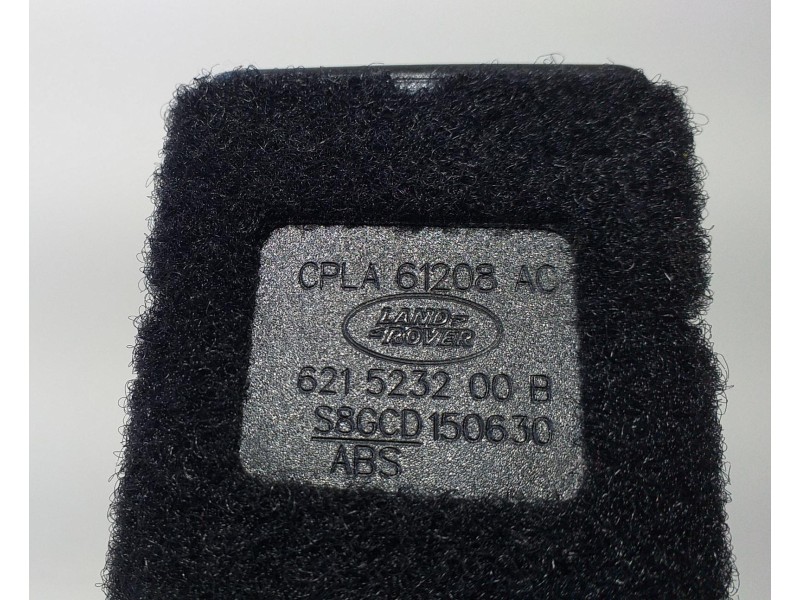 CPLA 61208 AC
LAND
ROVER
621 5232 00 B
S8GCD 150630
ABS